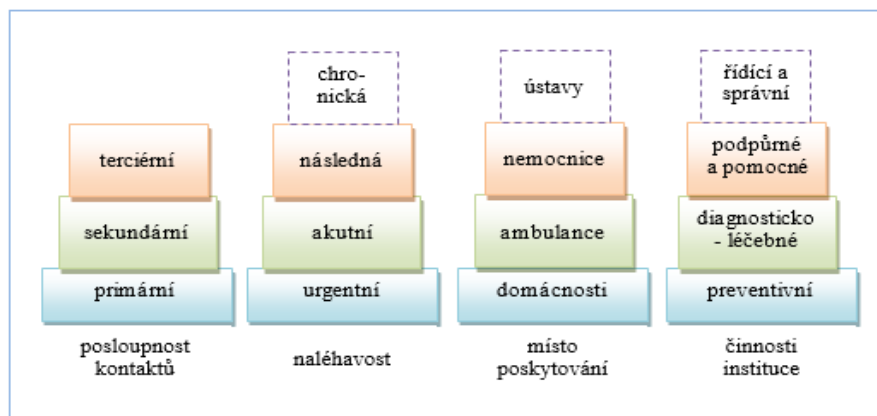 chro-
nická
ústavy
řídící a
správní
terciérní
následná
nemocnice
podpůrné
a pomocné
sekundární
akutní
ambulance
diagnosticko
- léčebné
primární
urgentní
domácnosti
preventivní
posloupnost
kontaktů
naléhavost
místo
poskytování
činnosti
instituce